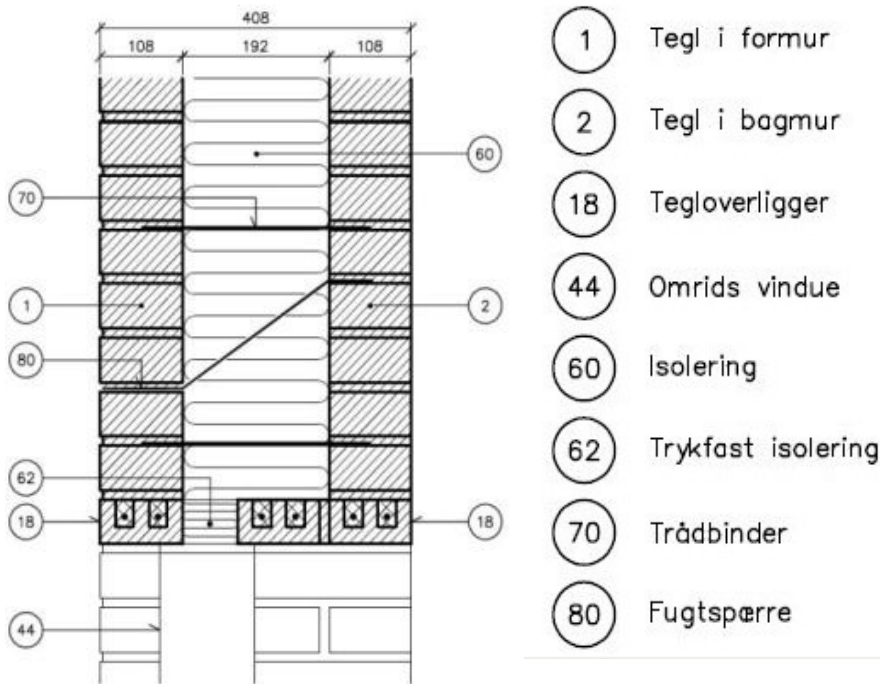 408
108 192 108
60
70
1
2
80
62
18
18
44
1 Tegl i formur
2 Tegl i bagmur
18 Tegloverligger
44 Omrids vindue
60 Isolering
62 Trykfast isolering
70 Trådbinder
80 Fugtspærre